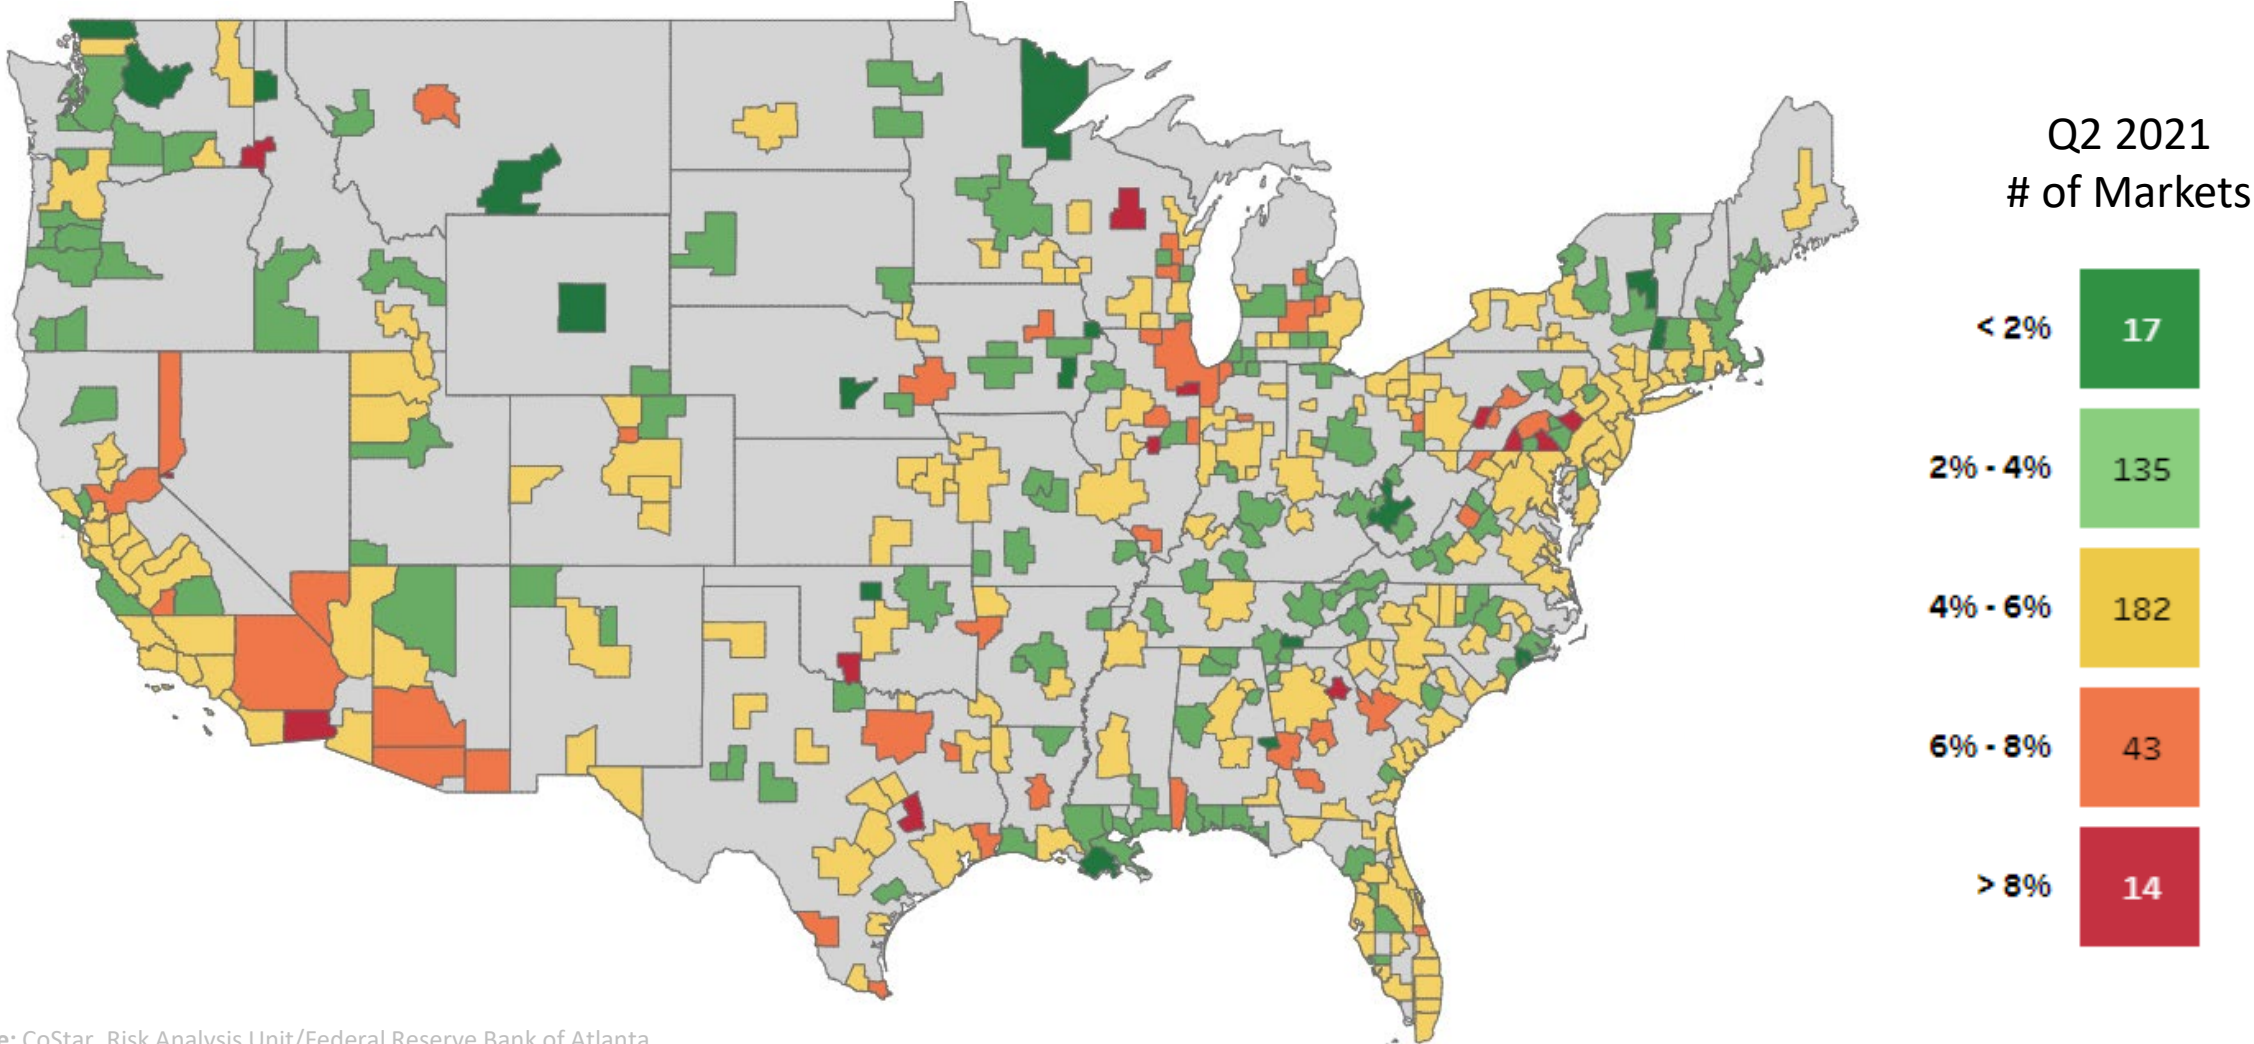 Q2 2021
# of Markets
< 2% 17
2% - 4% 135
4% - 6% 182
6% - 8% 43
> 8% 14
e: CoStar, Risk Analysis Unit/Federal Reserve Bank of Atlanta